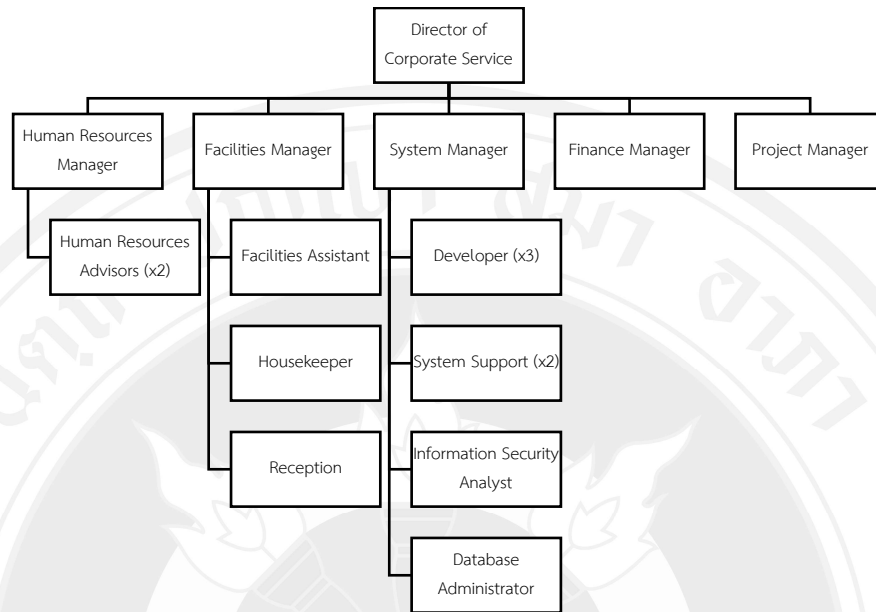 Director of
Corporate Service
Human Resources
Manager
Facilities Manager
System Manager
Finance Manager
Project Manager
Human Resources
Advisors (x2)
Facilities Assistant
Developer (x3)
Housekeeper
System Support (x2)
Reception
Information Security
Analyst
Database
Administrator